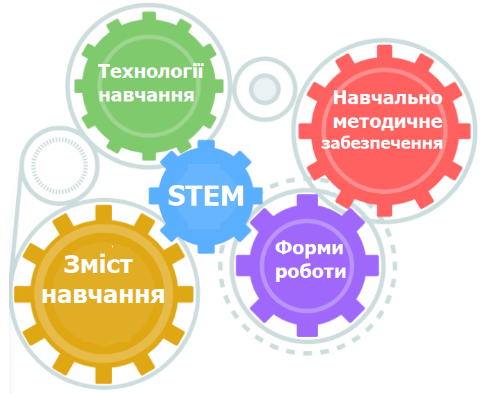 Технології
навчання
Навчально
методичне
забезпечення
STEM
Зміст
навчання
Форми
роботи